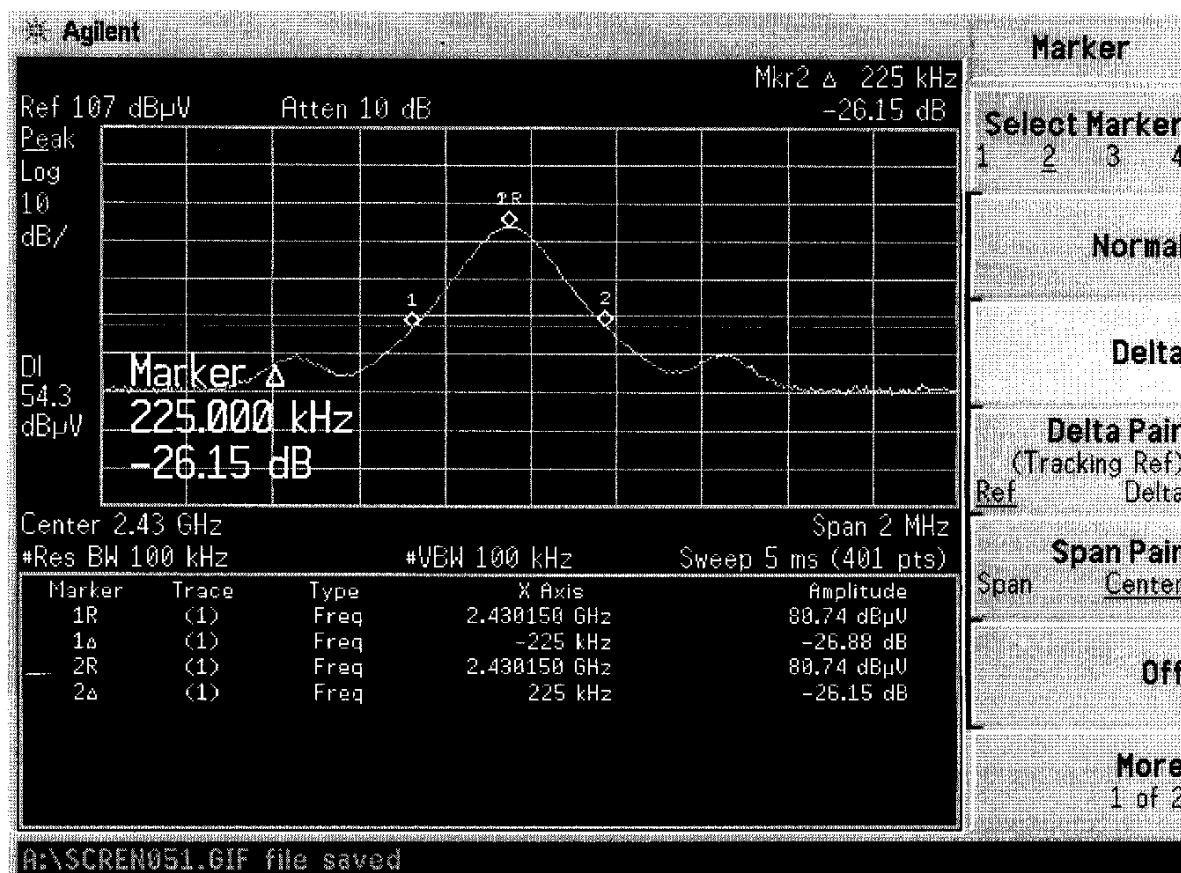 Agilent
Marker
Mkr2 Δ 225 kHz
Ref 107 dBµV Atten 10 dB -26.15 dB
Peak
Log
10
dB/
1R
1
2
DI
54.3
dBµV
Marker Δ
225.000 kHz
-26.15 dB
Center 2.43 GHz Span 2 MHz
#Res BW 100 kHz #VBW 100 kHz Sweep 5 ms (401 pts)
Marker Trace Type X Axis Amplitude
1R (1) Freq 2.430150 GHz 80.74 dBµV
1Δ (1) Freq -225 kHz -26.88 dB
2R (1) Freq 2.430150 GHz 80.74 dBµV
2Δ (1) Freq 225 kHz -26.15 dB
A:\SCREN051.GIF file saved
Select Marker
1 2 3 4
Normal
Delta
Delta Pair
(Tracking Ref)
Ref Delta
Span Pair
Span Center
Off
More
1 of 2